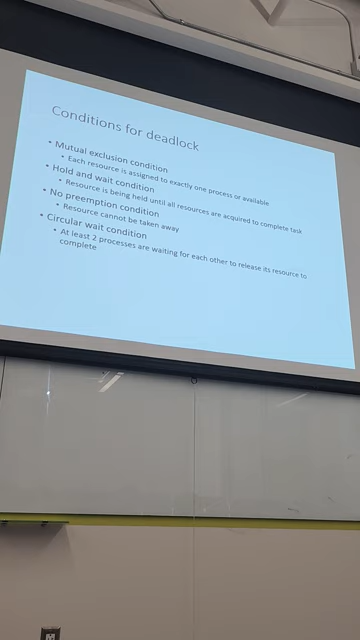 Conditions for deadlock
• Mutual exclusion condition
• Each resource is assigned to exactly one process or available
• Hold and wait condition
• Resource is being held until all resources are acquired to complete task
• No preemption condition
• Resource cannot be taken away
• Circular wait condition
• At least 2 processes are waiting for each other to release its resource to
complete